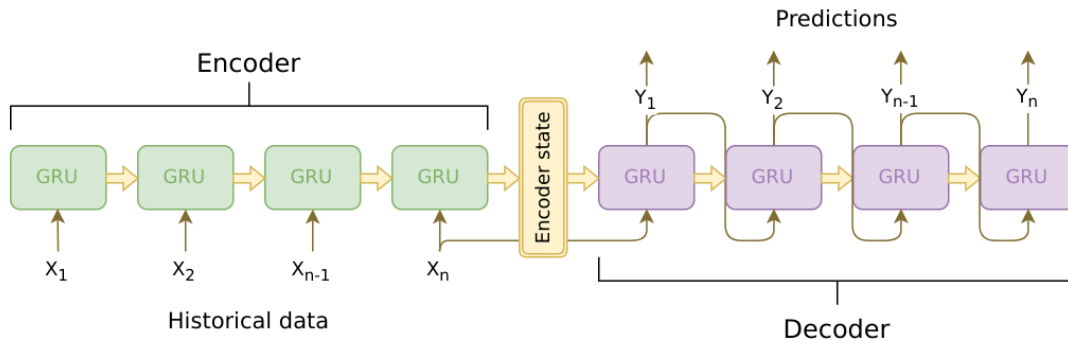 Predictions
Encoder
Y1 Y2 Yn-1 Yn
GRU GRU GRU GRU Encoder state GRU GRU GRU GRU
X1 X2 Xn-1 Xn
Historical data
Decoder